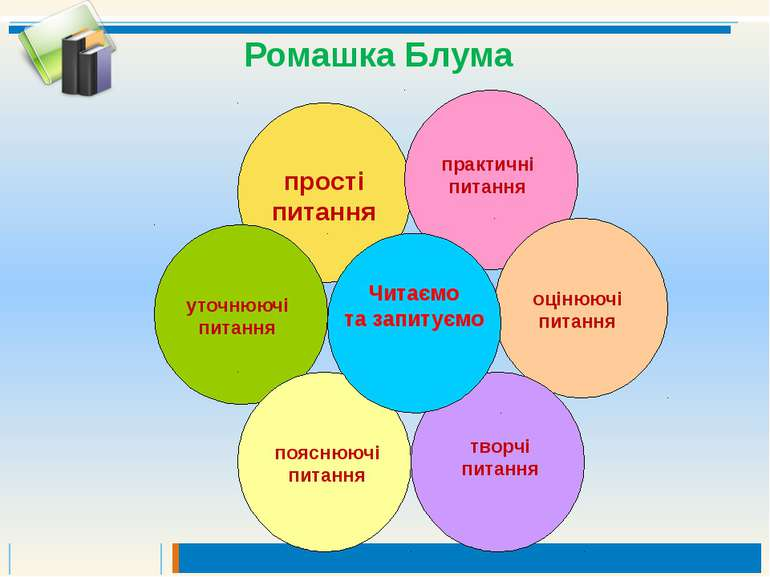 Ромашка Блума
прості
питання
практичні
питання
уточнюючі
питання
Читаємо
та запитуємо
оцінюючі
питання
пояснюючі
питання
творчі
питання